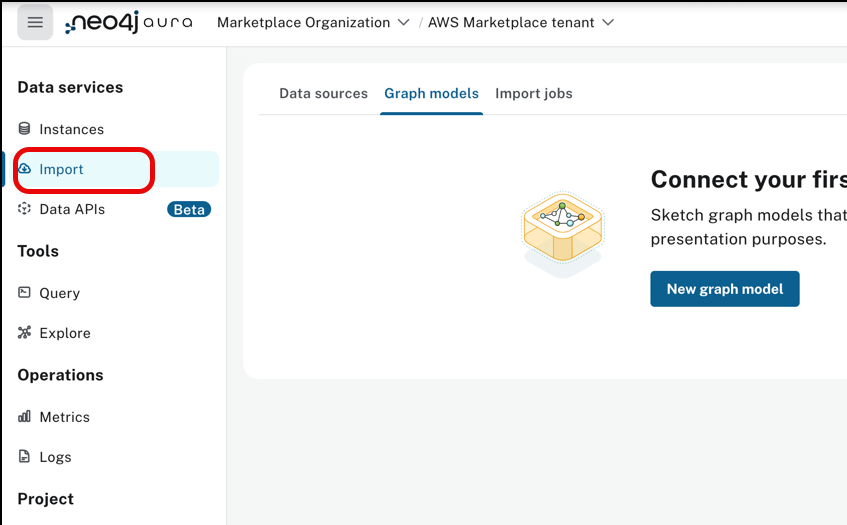 neo4j aura Marketplace Organization / AWS Marketplace tenant
Data services
Instances
Import
Data APIs Beta
Tools
Query
Explore
Operations
Metrics
Logs
Project
Data sources Graph models Import jobs
Connect your firs
Sketch graph models that
presentation purposes.
New graph model